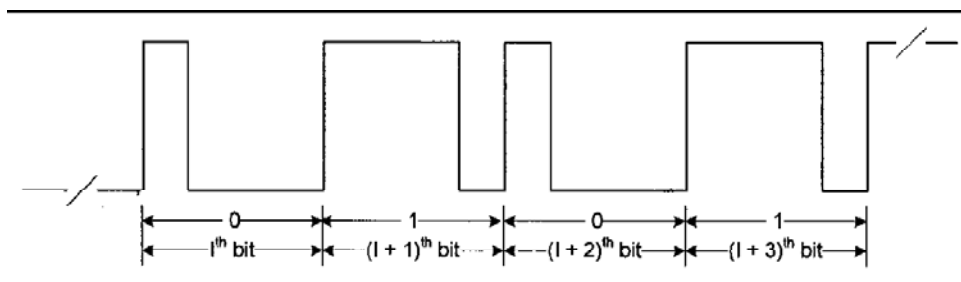 0 1 0 1
Iᵗʰ bit (I + 1)ᵗʰ bit (I + 2)ᵗʰ bit (I + 3)ᵗʰ bit